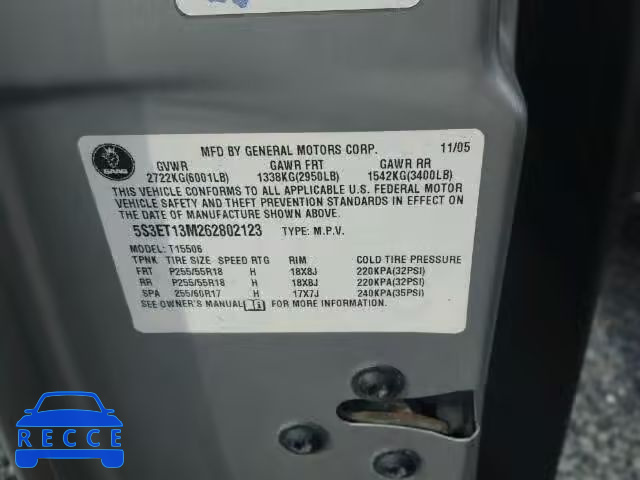 MFD BY GENERAL MOTORS CORP. 11/05
SAAB
GVWR GAWR FRT GAWR RR
2722KG(6001LB) 1338KG(2950LB) 1542KG(3400LB)
THIS VEHICLE CONFORMS TO ALL APPLICABLE U.S. FEDERAL MOTOR
VEHICLE SAFETY AND THEFT PREVENTION STANDARDS IN EFFECT ON
THE DATE OF MANUFACTURE SHOWN ABOVE.
5S3ET13M262802123 TYPE: M.P.V.
MODEL: T15506
TPNK TIRE SIZE SPEED RTG RIM COLD TIRE PRESSURE
FRT P255/55R18 H 18X8J 220KPA(32PSI)
RR P255/55R18 H 18X8J 220KPA(32PSI)
SPA 255/60R17 H 17X7J 240KPA(35PSI)
SEE OWNER'S MANUAL FOR MORE INFORMATION.
RECCE